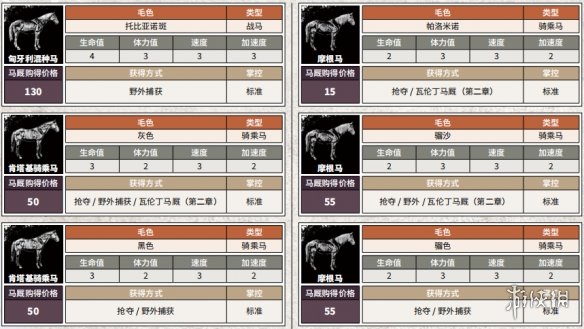 毛色 类型
托比亚诺斑 战马
生命值 体力值 速度 加速度
匈牙利混种马 4 3 3 3
马厩购得价格 获得方式 掌控
130 野外捕获 标准
毛色 类型
帕洛米诺 骑乘马
生命值 体力值 速度 加速度
摩根马 2 3 3 2
马厩购得价格 获得方式 掌控
15 抢夺/瓦伦丁马厩(第二章) 标准
毛色 类型
灰色 骑乘马
生命值 体力值 速度 加速度
肯塔基骑乘马 3 2 3 2
马厩购得价格 获得方式 掌控
50 抢夺/野外捕获/瓦伦丁马厩(第二章) 标准
毛色 类型
骝沙 骑乘马
生命值 体力值 速度 加速度
摩根马 2 3 3 2
马厩购得价格 获得方式 掌控
55 抢夺/野外/瓦伦丁马厩(第二章) 标准
毛色 类型
黑色 骑乘马
生命值 体力值 速度 加速度
肯塔基骑乘马 3 2 3 2
马厩购得价格 获得方式 掌控
50 抢夺/野外捕获 标准
毛色 类型
骝色 骑乘马
生命值 体力值 速度 加速度
摩根马 2 3 3 2
马厩购得价格 获得方式 掌控
55 抢夺/野外捕获 标准
游侠网